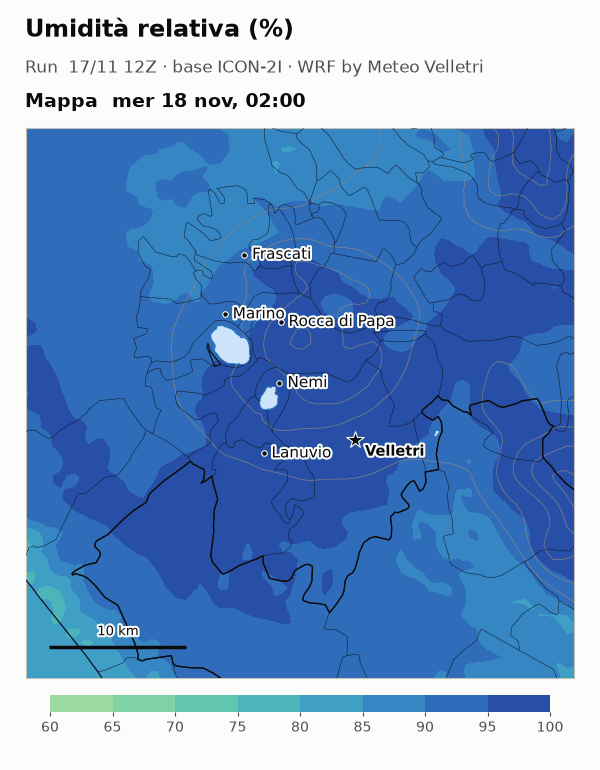 Umidità relativa (%)
Run  17/11 12Z · base ICON-2I · WRF by Meteo Velletri
Mappa  mer 18 nov, 02:00
Frascati
Marino
Rocca di Papa
Nemi
Velletri
Lanuvio
10 km
60 65 70 75 80 85 90 95 100